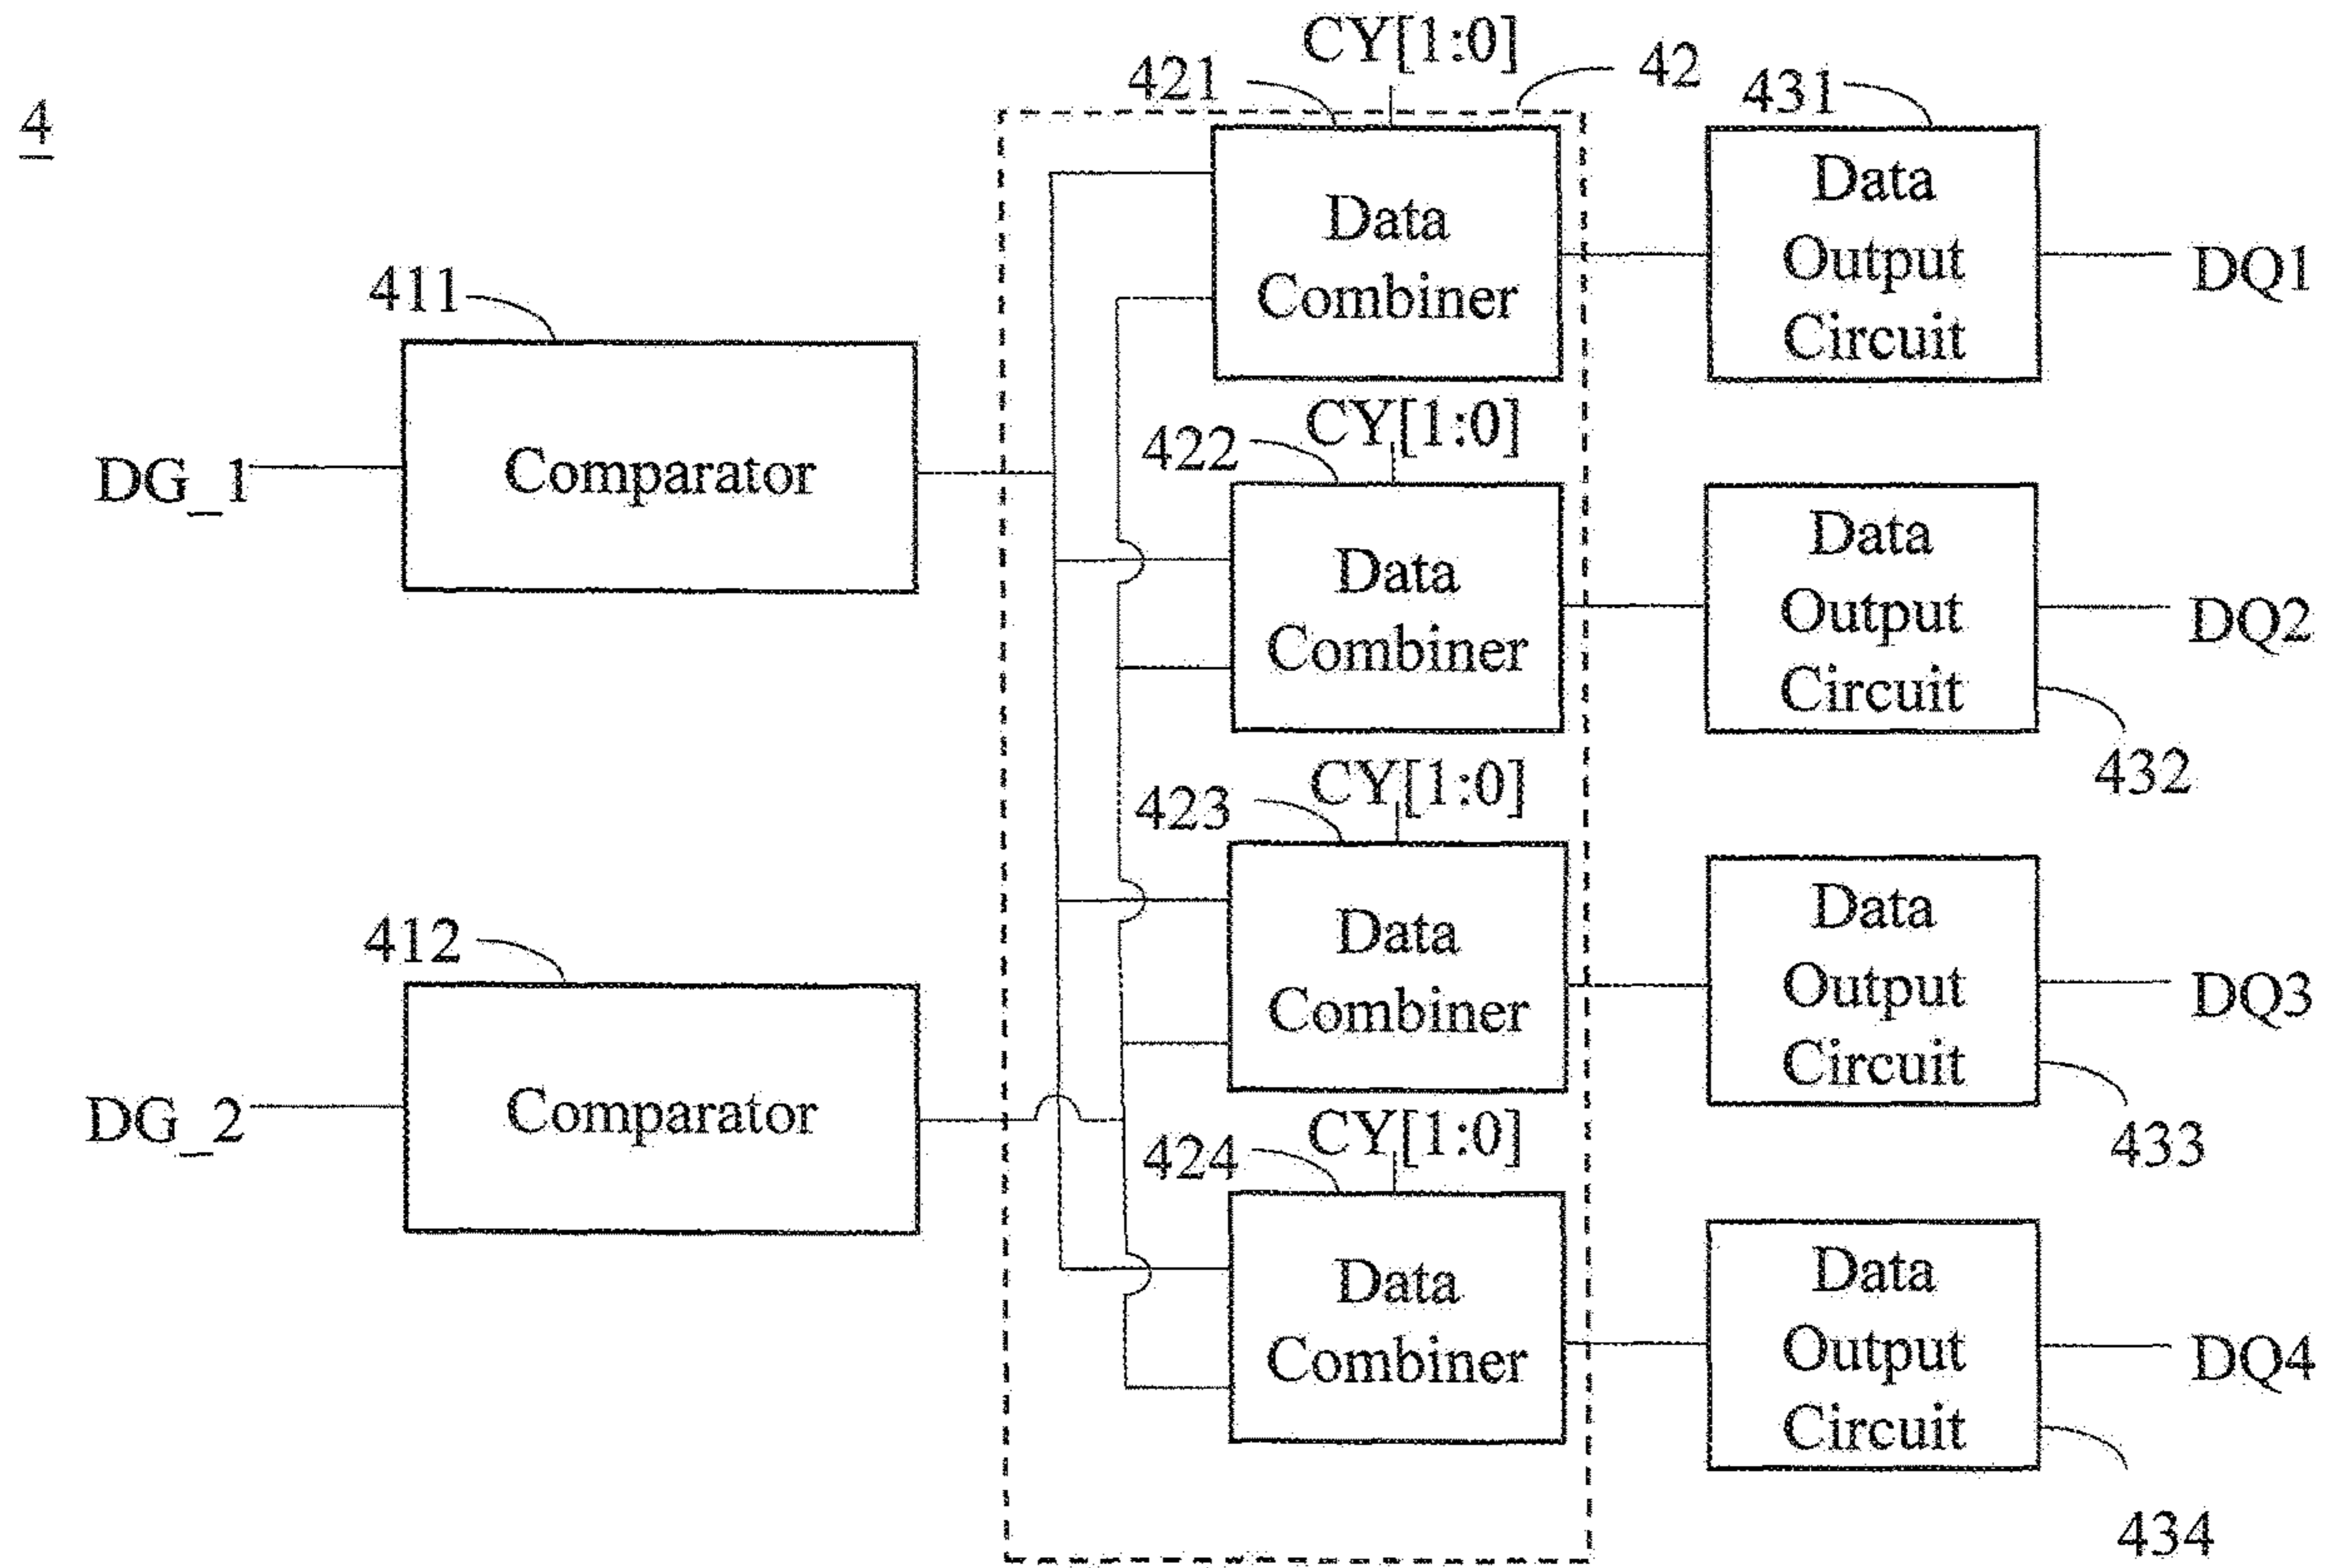 4
421
CY[1:0]
42
431
Data
Combiner
Data
Output
Circuit
DQ1
411
Comparator
DG_1
422
CY[1:0]
Data
Combiner
Data
Output
Circuit
DQ2
432
423
CY[1:0]
Data
Combiner
Data
Output
Circuit
DQ3
433
412
Comparator
DG_2
424
CY[1:0]
Data
Combiner
Data
Output
Circuit
DQ4
434